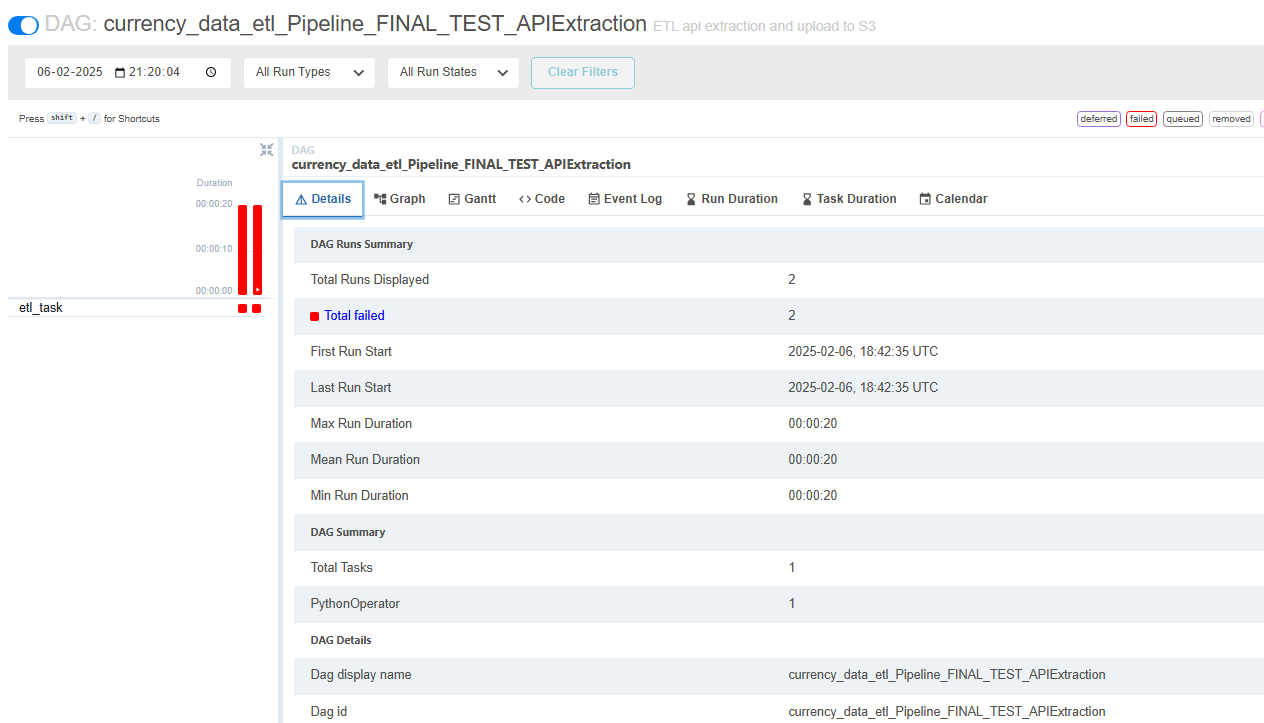 DAG: currency_data_etl_Pipeline_FINAL_TEST_APIExtraction ETL api extraction and upload to S3
06-02-2025 21:20:04 All Run Types All Run States Clear Filters
Press shift + / for Shortcuts
deferred failed queued removed
DAG
currency_data_etl_Pipeline_FINAL_TEST_APIExtraction
Duration
00:00:20
00:00:10
00:00:00
etl_task
Details Graph Gantt Code Event Log Run Duration Task Duration Calendar
DAG Runs Summary
Total Runs Displayed 2
Total failed 2
First Run Start 2025-02-06, 18:42:35 UTC
Last Run Start 2025-02-06, 18:42:35 UTC
Max Run Duration 00:00:20
Mean Run Duration 00:00:20
Min Run Duration 00:00:20
DAG Summary
Total Tasks 1
PythonOperator 1
DAG Details
Dag display name currency_data_etl_Pipeline_FINAL_TEST_APIExtraction
Dag id currency_data_etl_Pipeline_FINAL_TEST_APIExtraction